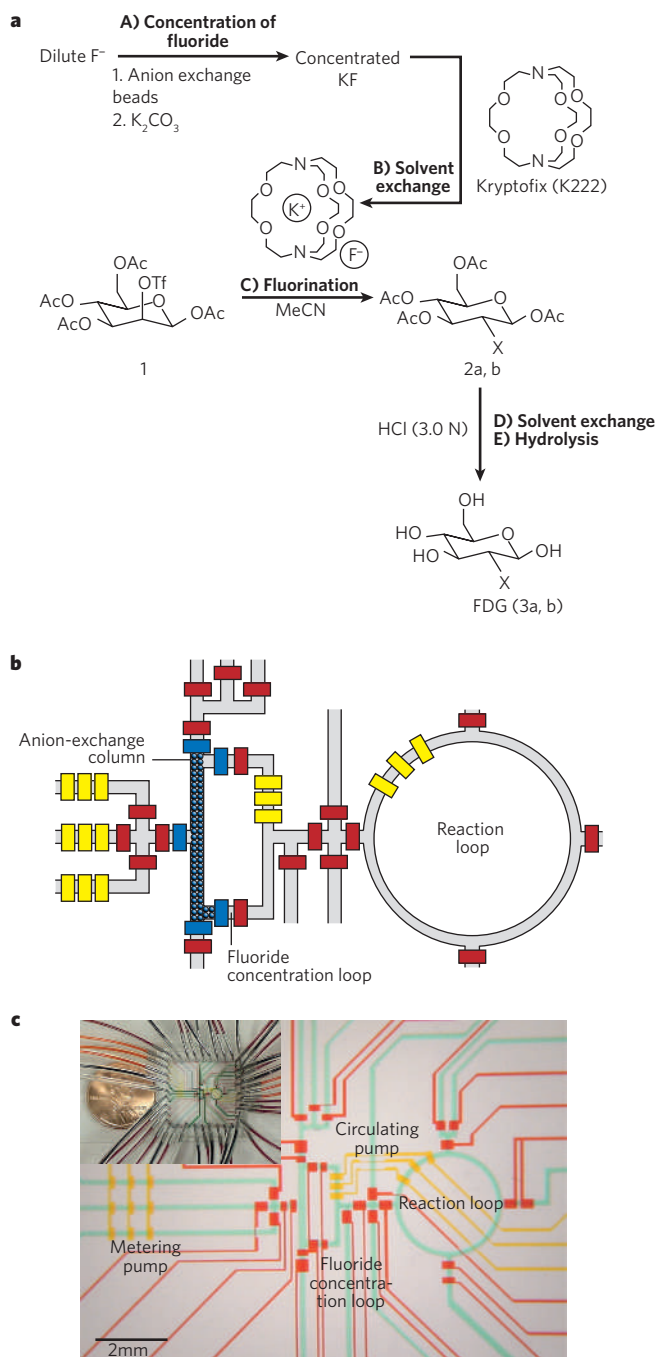 a
A) Concentration of
fluoride
Dilute F⁻
1. Anion exchange
beads
2. K₂CO₃
Concentrated
KF
N
O
O
O
O
O
O
N
Kryptofix (K222)
B) Solvent
exchange
N
O
O
O
O
K⁺
O
O
N
F⁻
OAc
OTf
AcO
O
AcO
OAc
1
C) Fluorination
MeCN
OAc
AcO
O
AcO
OAc
X
2a, b
HCl (3.0 N)
D) Solvent exchange
E) Hydrolysis
OH
HO
O
HO
OH
X
FDG (3a, b)
b
Anion-exchange
column
Reaction
loop
Fluoride
concentration loop
c
Circulating
pump
Reaction loop
Metering
pump
Fluoride
concentra-
tion loop
2mm